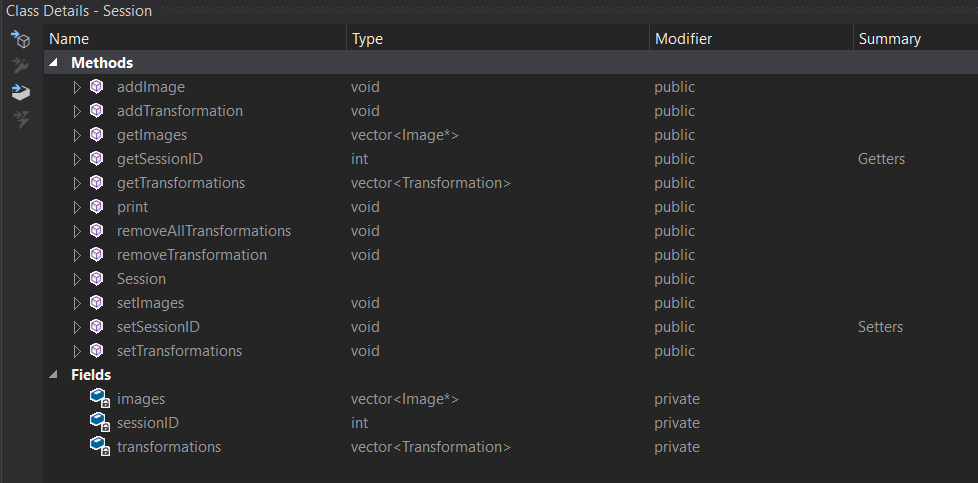 Class Details - Session
Name Type Modifier Summary
Methods
addImage void public
addTransformation void public
getImages vector<Image*> public
getSessionID int public Getters
getTransformations vector<Transformation> public
print void public
removeAllTransformations void public
removeTransformation void public
Session public
setImages void public
setSessionID void public Setters
setTransformations void public
Fields
images vector<Image*> private
sessionID int private
transformations vector<Transformation> private